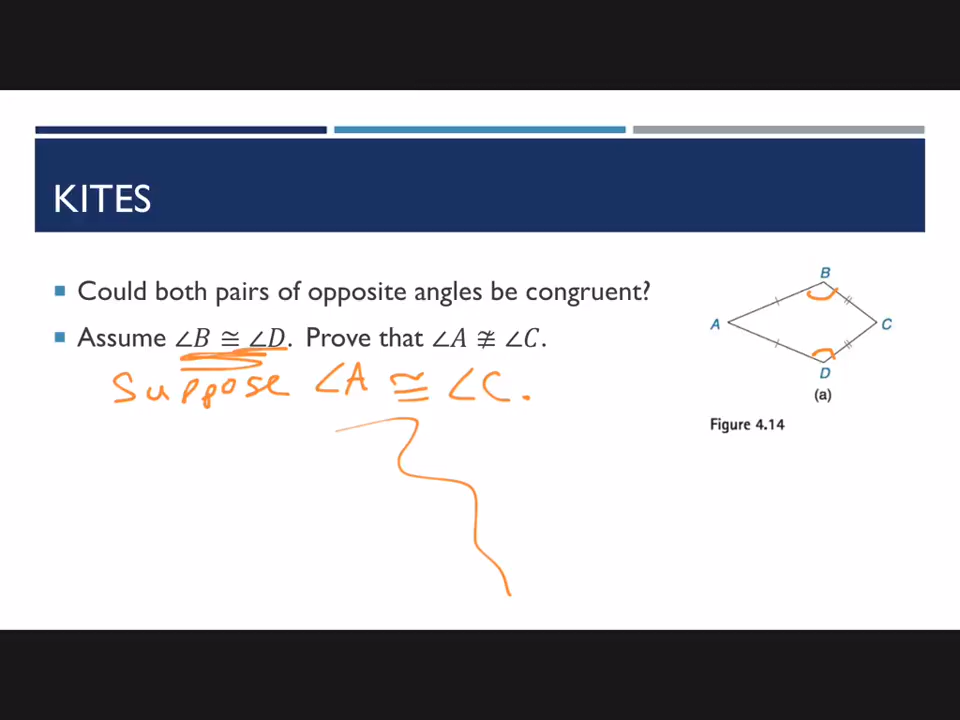 KITES
Could both pairs of opposite angles be congruent?
Assume ∠B ≅ ∠D. Prove that ∠A ≇ ∠C.
Suppose ∠A ≅ ∠C.
B
A
C
D
(a)
Figure 4.14